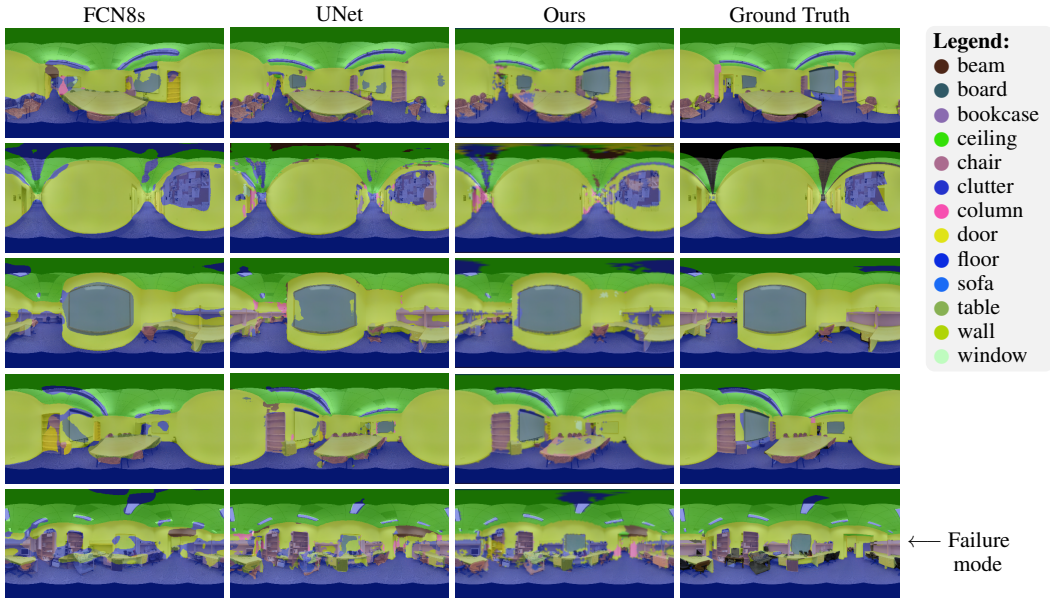 FCN8s
UNet
Ours
Ground Truth
Legend:
beam
board
bookcase
ceiling
chair
clutter
column
door
floor
sofa
table
wall
window
Failure
mode